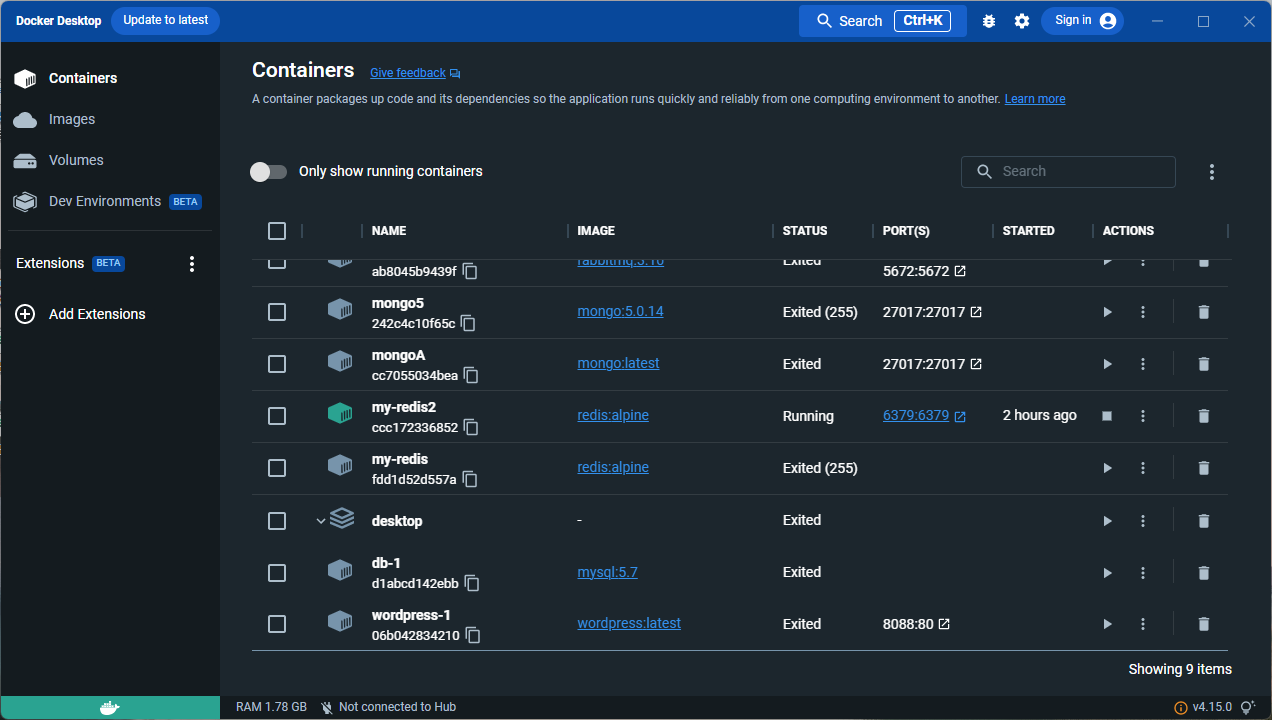 Docker Desktop Update to latest Search Ctrl+K Sign in
Containers
Images
Volumes
Dev Environments BETA
Extensions BETA
Add Extensions
Containers Give feedback
A container packages up code and its dependencies so the application runs quickly and reliably from one computing environment to another. Learn more
Only show running containers Search
NAME IMAGE STATUS PORT(S) STARTED ACTIONS
rabbitmq:3.10 Exited
ab8045b9439f 5672:5672
mongo5
242c4c10f65c mongo:5.0.14 Exited (255) 27017:27017
mongoA
cc7055034bea mongo:latest Exited 27017:27017
my-redis2
ccc172336852 redis:alpine Running 6379:6379 2 hours ago
my-redis
fdd1d52d557a redis:alpine Exited (255)
desktop - Exited
db-1
d1abcd142ebb mysql:5.7 Exited
wordpress-1
06b042834210 wordpress:latest Exited 8088:80
Showing 9 items
RAM 1.78 GB Not connected to Hub v4.15.0